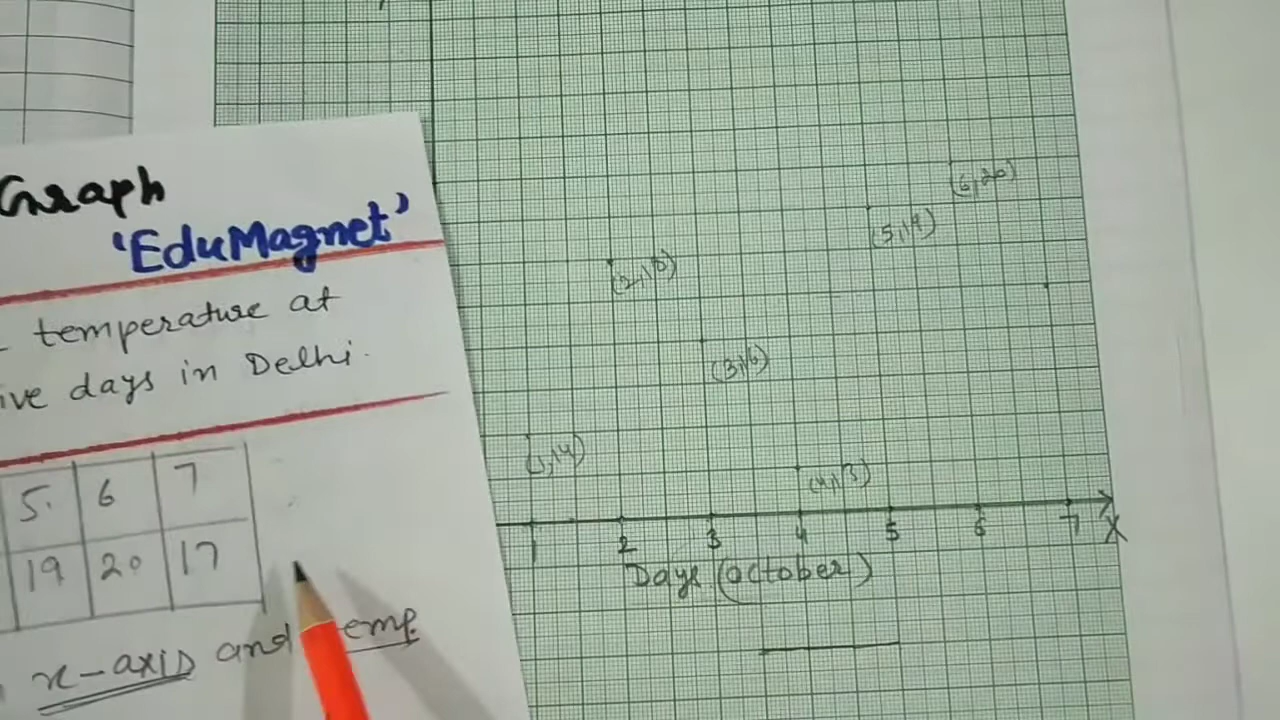 Graph
'EduMagnet'
temperature at
ive days in Delhi.
5. 6 7
19 20 17
x-axis and temp.
(6,20)
(5,19)
(2,18)
(3,16)
(1,14)
(4,13)
1 2 3 4 5 6 7 X
Days (October)